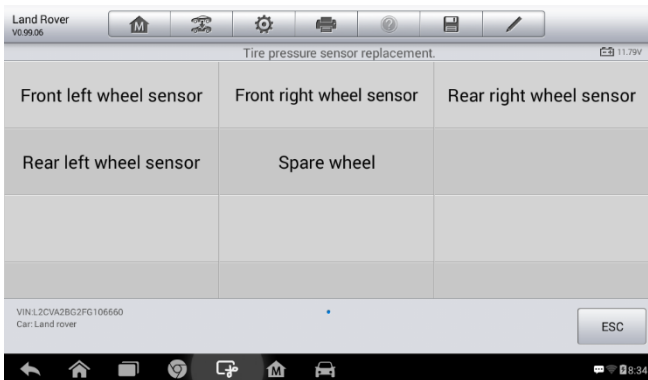 Land Rover
V0.99.06
Tire pressure sensor replacement.
11.79V
Front left wheel sensor
Front right wheel sensor
Rear right wheel sensor
Rear left wheel sensor
Spare wheel
VIN:L2CVA2BG2FG106660
Car: Land rover
ESC
8:34